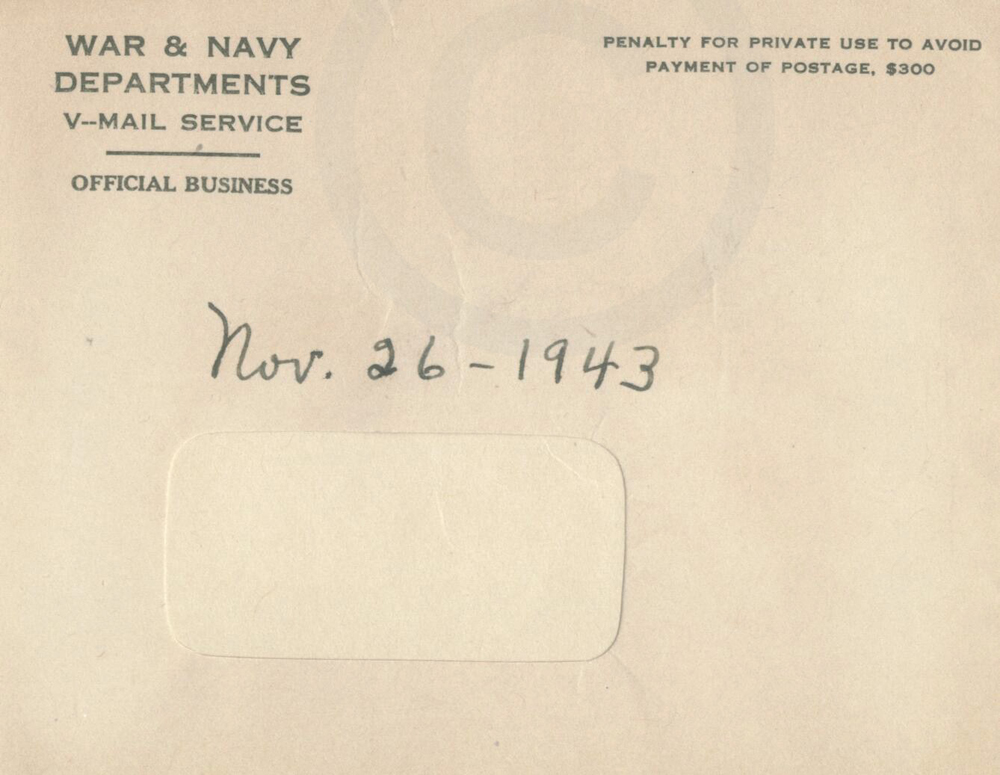 WAR & NAVY
DEPARTMENTS
V--MAIL SERVICE
OFFICIAL BUSINESS
PENALTY FOR PRIVATE USE TO AVOID
PAYMENT OF POSTAGE, $300
Nov. 26-1943